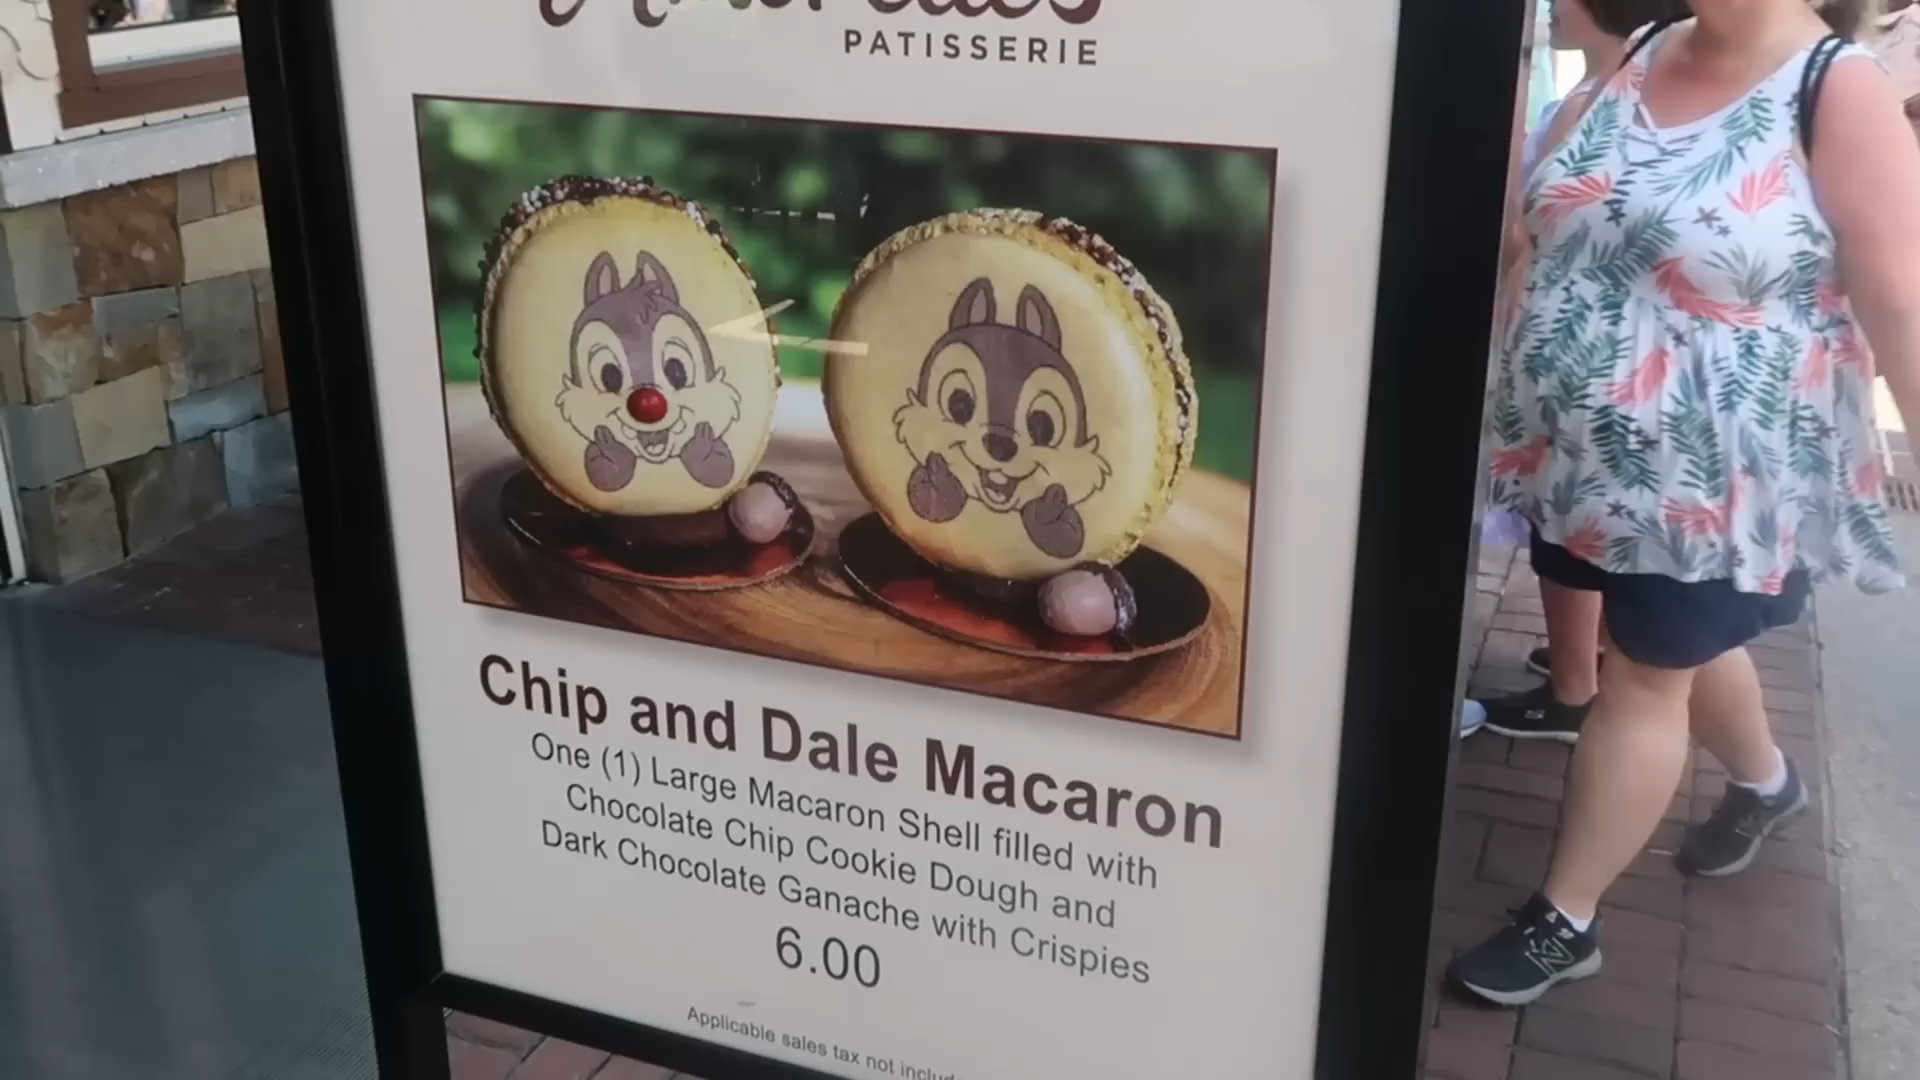 PATISSERIE
Chip and Dale Macaron
One (1) Large Macaron Shell filled with
Chocolate Chip Cookie Dough and
Dark Chocolate Ganache with Crispies
6.00
Applicable sales tax not